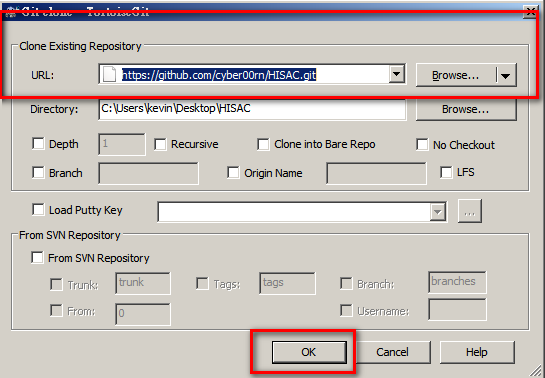 Git clone - TortoiseGit
Clone Existing Repository
URL: https://github.com/cyber00rn/HISAC.git Browse...
Directory: C:\Users\kevin\Desktop\HISAC Browse...
Depth 1 Recursive Clone into Bare Repo No Checkout
Branch Origin Name LFS
Load Putty Key ...
From SVN Repository
From SVN Repository
Trunk: trunk Tags: tags Branch: branches
From: 0 Username:
OK Cancel Help